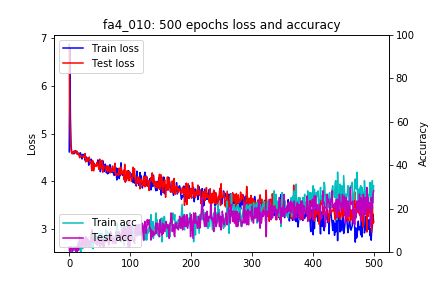 fa4_010: 500 epochs loss and accuracy
Train loss
Test loss
Train acc
Test acc
Loss
Accuracy
7
6
5
4
3
100
80
60
40
20
0
0
100
200
300
400
500